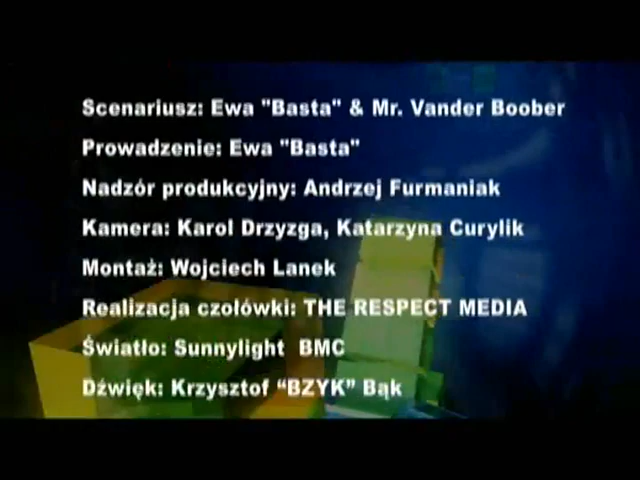 Scenariusz: Ewa "Basta" & Mr. Vander Boober
Prowadzenie: Ewa "Basta"
Nadzór produkcyjny: Andrzej Furmaniak
Kamera: Karol Drzyzga, Katarzyna Curylik
Montaż: Wojciech Lanek
Realizacja czołówki: THE RESPECT MEDIA
Światło: Sunnylight BMC
Dźwięk: Krzysztof “BZYK” Bąk